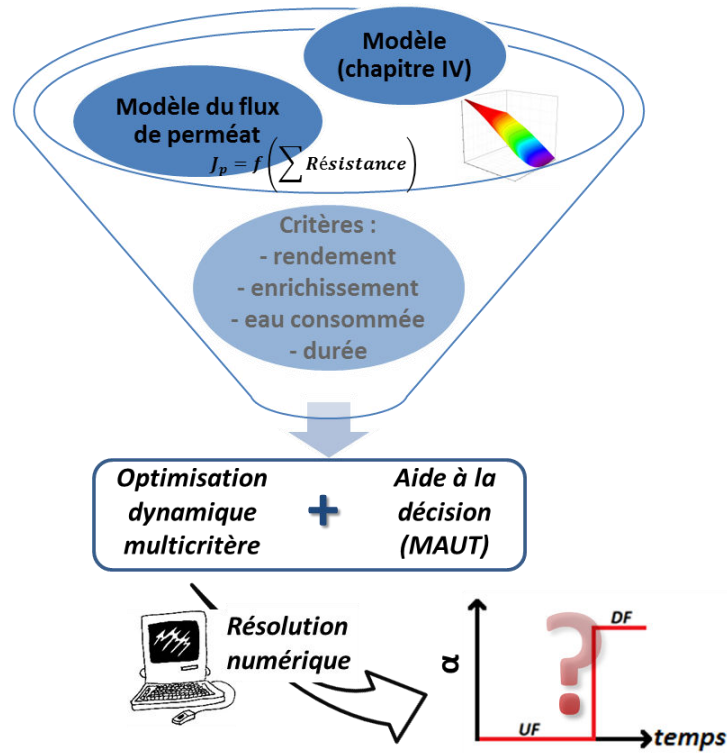 Modèle
(chapitre IV)
Modèle du flux
de perméat
J_p = f(∑ Résistance)
Critères :
- rendement
- enrichissement
- eau consommée
- durée
Optimisation
dynamique
multicritère
+
Aide à la
décision
(MAUT)
Résolution
numérique
α
?
DF
UF
temps